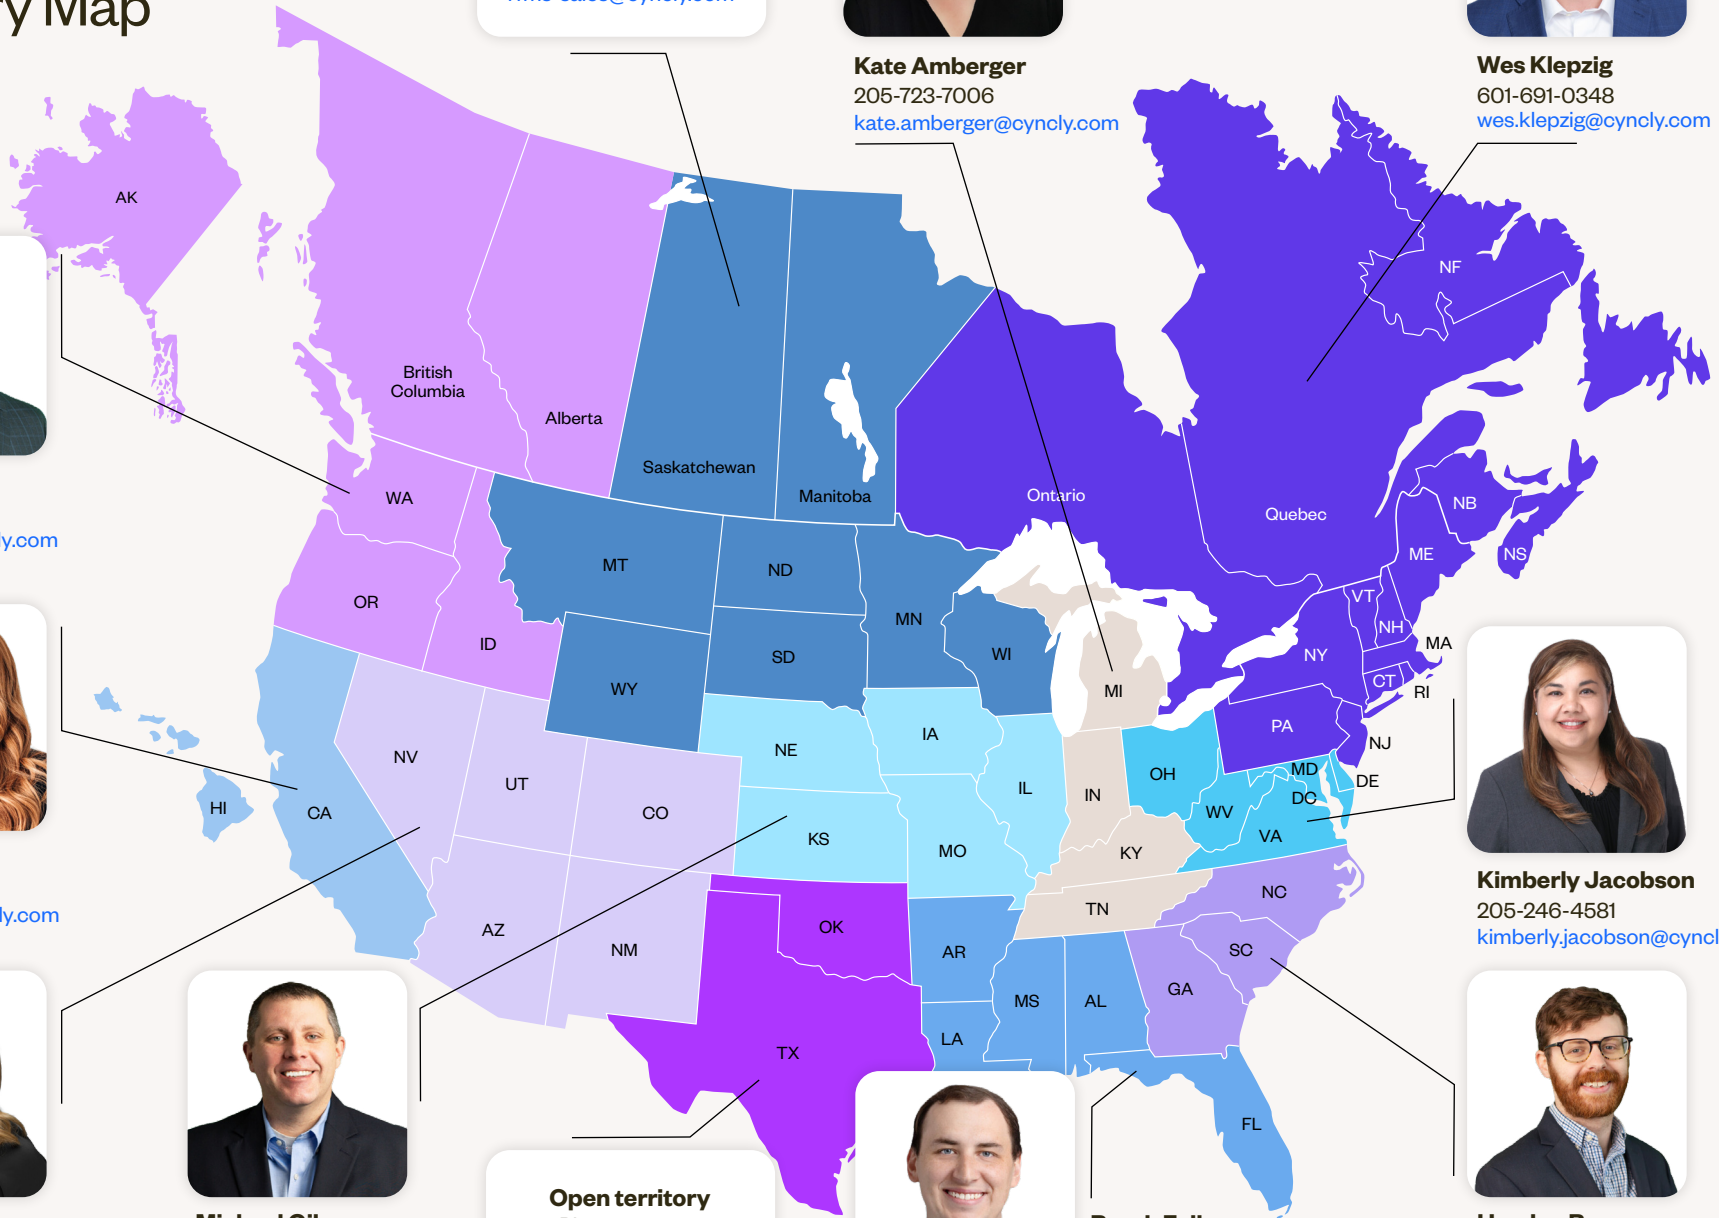 y Map
Kate Amberger
205-723-7006
kate.amberger@cyncly.com
Wes Klepzig
601-691-0348
wes.klepzig@cyncly.com
AK
NF
British
Columbia
Alberta
Saskatchewan
Manitoba
Ontario
Quebec
NB
NS
ME
WA
ly.com
MT
ND
OR
MN
VT
NH
MA
ID
SD
WI
NY
WY
MI
CT
RI
PA
NE
IA
NJ
NV
UT
OH
MD
DE
HI
CA
CO
IL
IN
DC
WV
KS
MO
KY
VA
Kimberly Jacobson
205-246-4581
kimberly.jacobson@cyncl
ly.com
NC
TN
AZ
NM
OK
AR
SC
GA
MS
AL
LA
TX
FL
Open territory